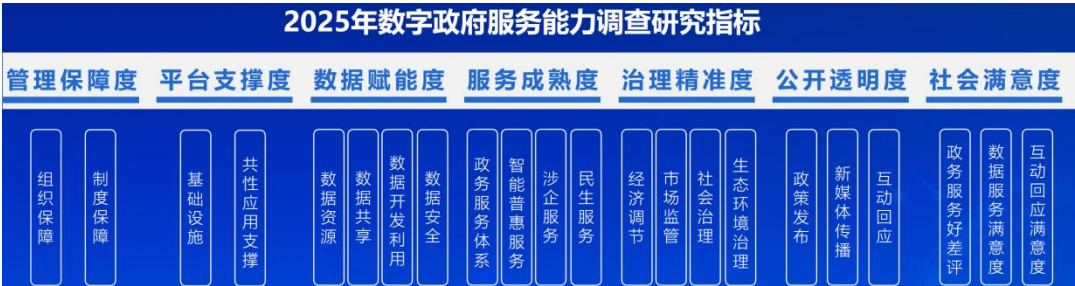 2025年数字政府服务能力调查研究指标
管理保障度
平台支撑度
数据赋能度
服务成熟度
治理精准度
公开透明度
社会满意度
组织保障
制度保障
基础设施
共性应用支撑
数据资源
数据共享
数据开发利用
数据安全
政务服务体系
智能普惠服务
涉企服务
民生服务
经济调节
市场监管
社会治理
生态环境治理
政策发布
新媒体传播
互动回应
政务服务好差评
数据服务满意度
互动回应满意度